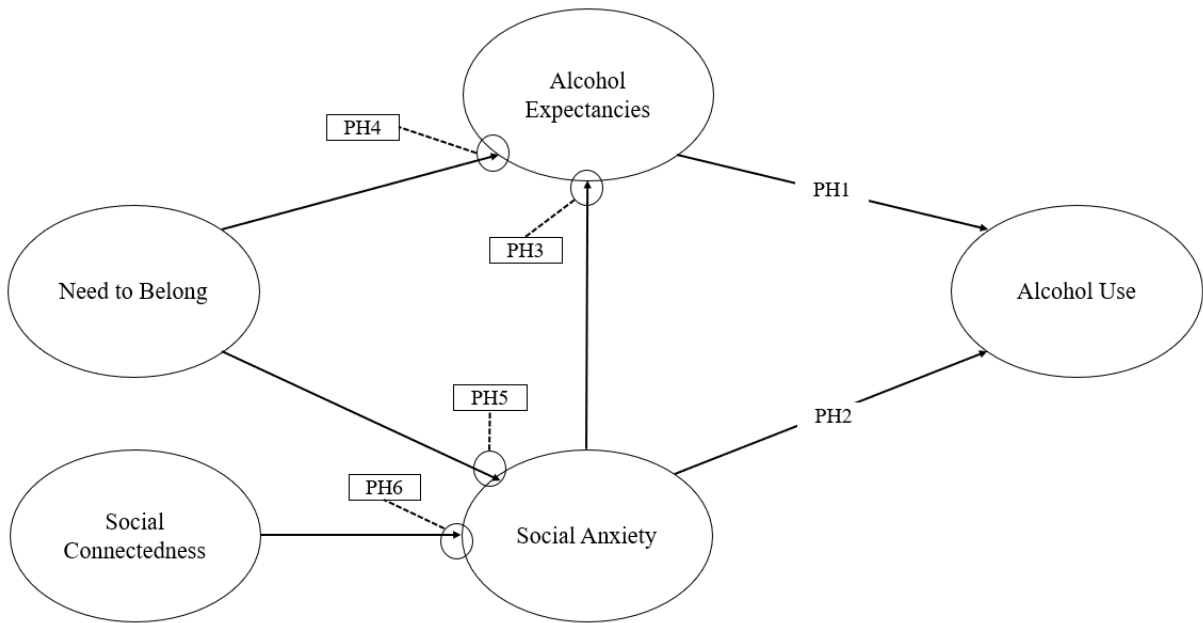 Alcohol
Expectancies
PH4
PH1
PH3
Need to Belong
Alcohol Use
PH5
PH2
PH6
Social
Connectedness
Social Anxiety